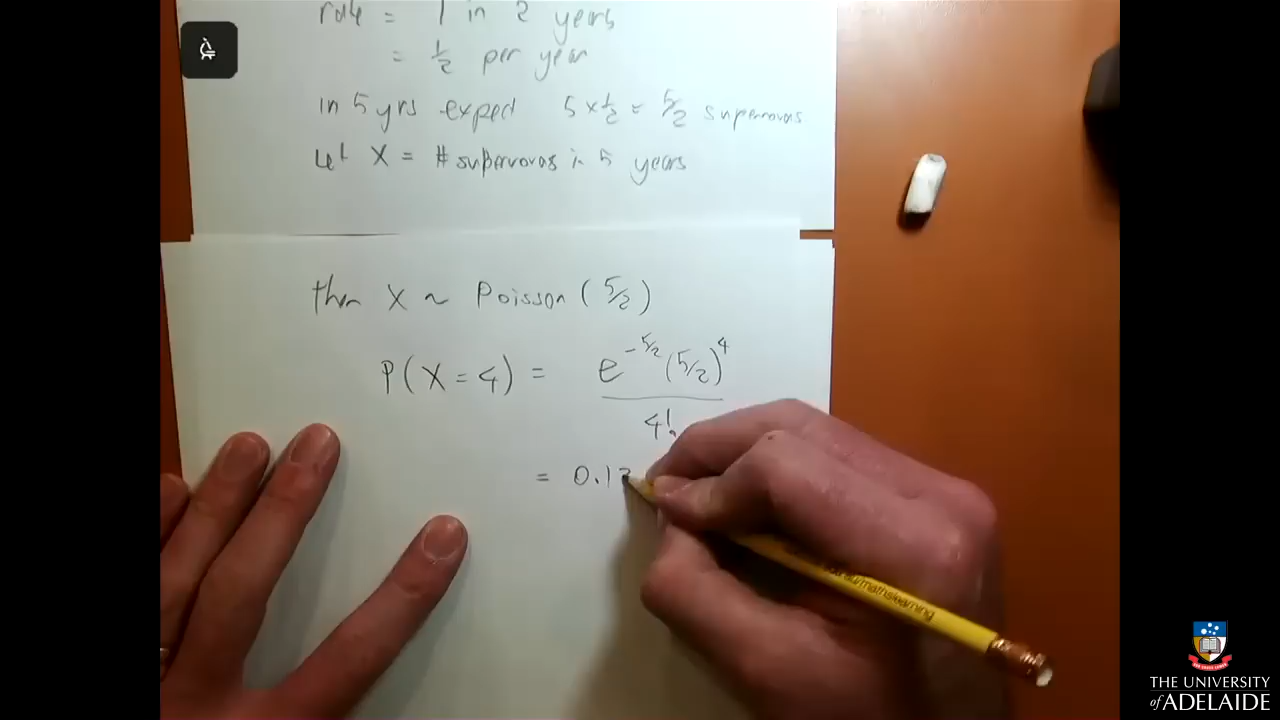 rate = 1 in 2 years
= 1/2 per year
in 5 yrs expect 5 × 1/2 = 5/2 supernovas
Let X = # supernovas in 5 years
then X ~ Poisson (5/2)
P(X = 4) = e^{-5/2} (5/2)^4 / 4!
= 0.13
mathslearning
THE UNIVERSITY
of ADELAIDE